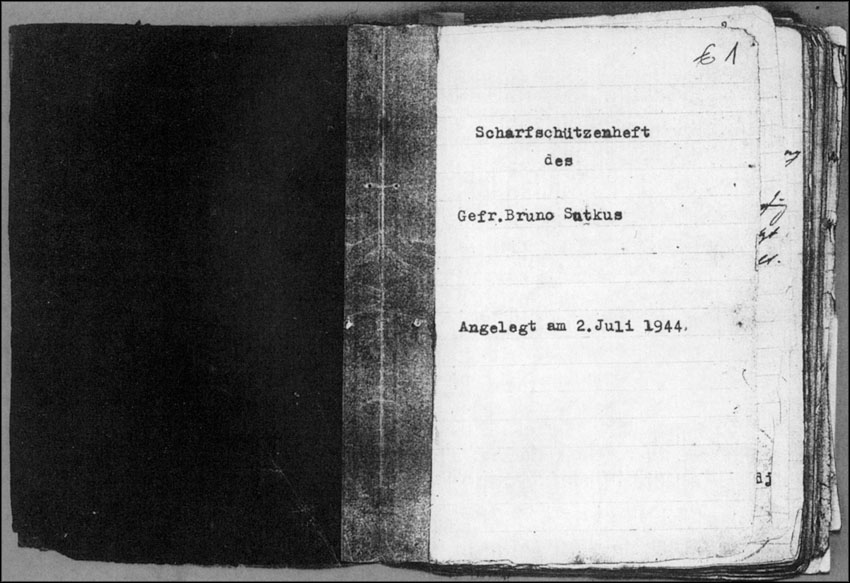 1
Scharfschützenheft
des
Gefr.Bruno Sutkus
Angelegt am 2.Juli 1944.